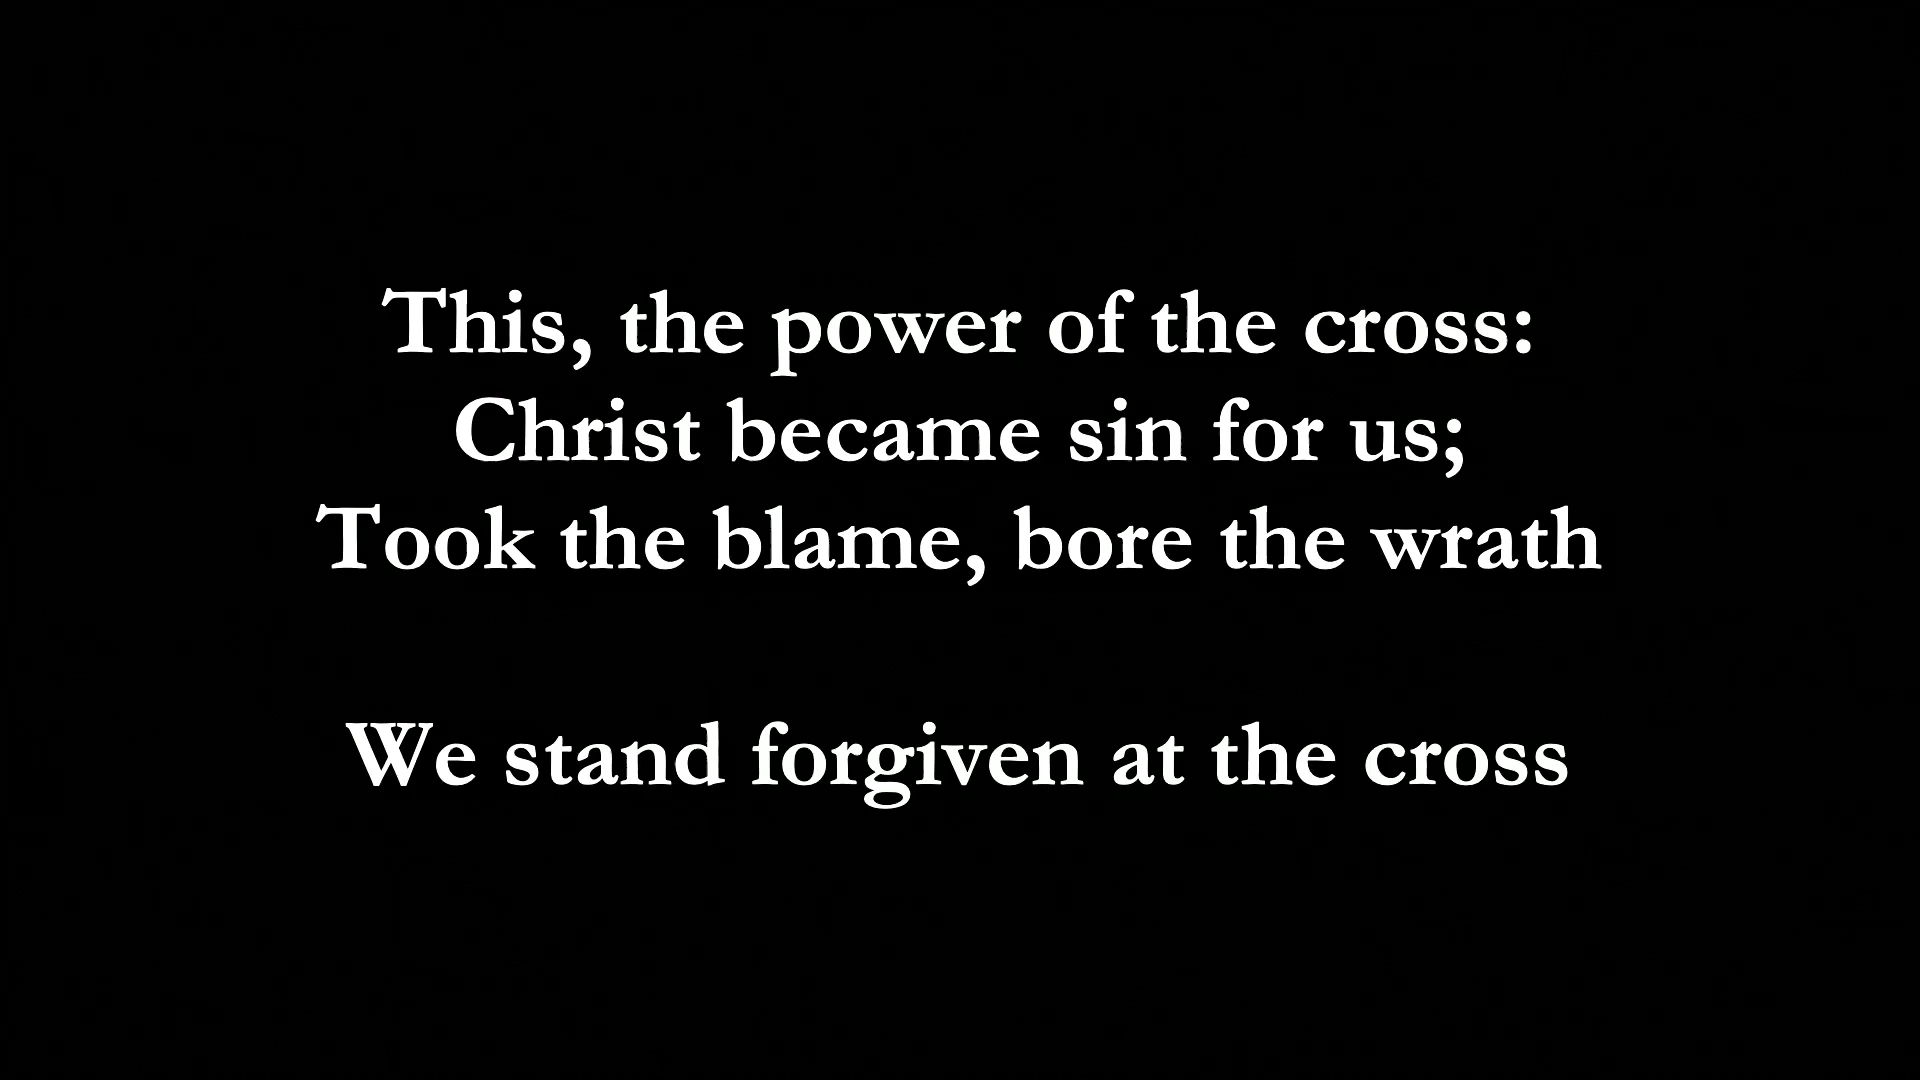 This, the power of the cross:
Christ became sin for us;
Took the blame, bore the wrath
We stand forgiven at the cross